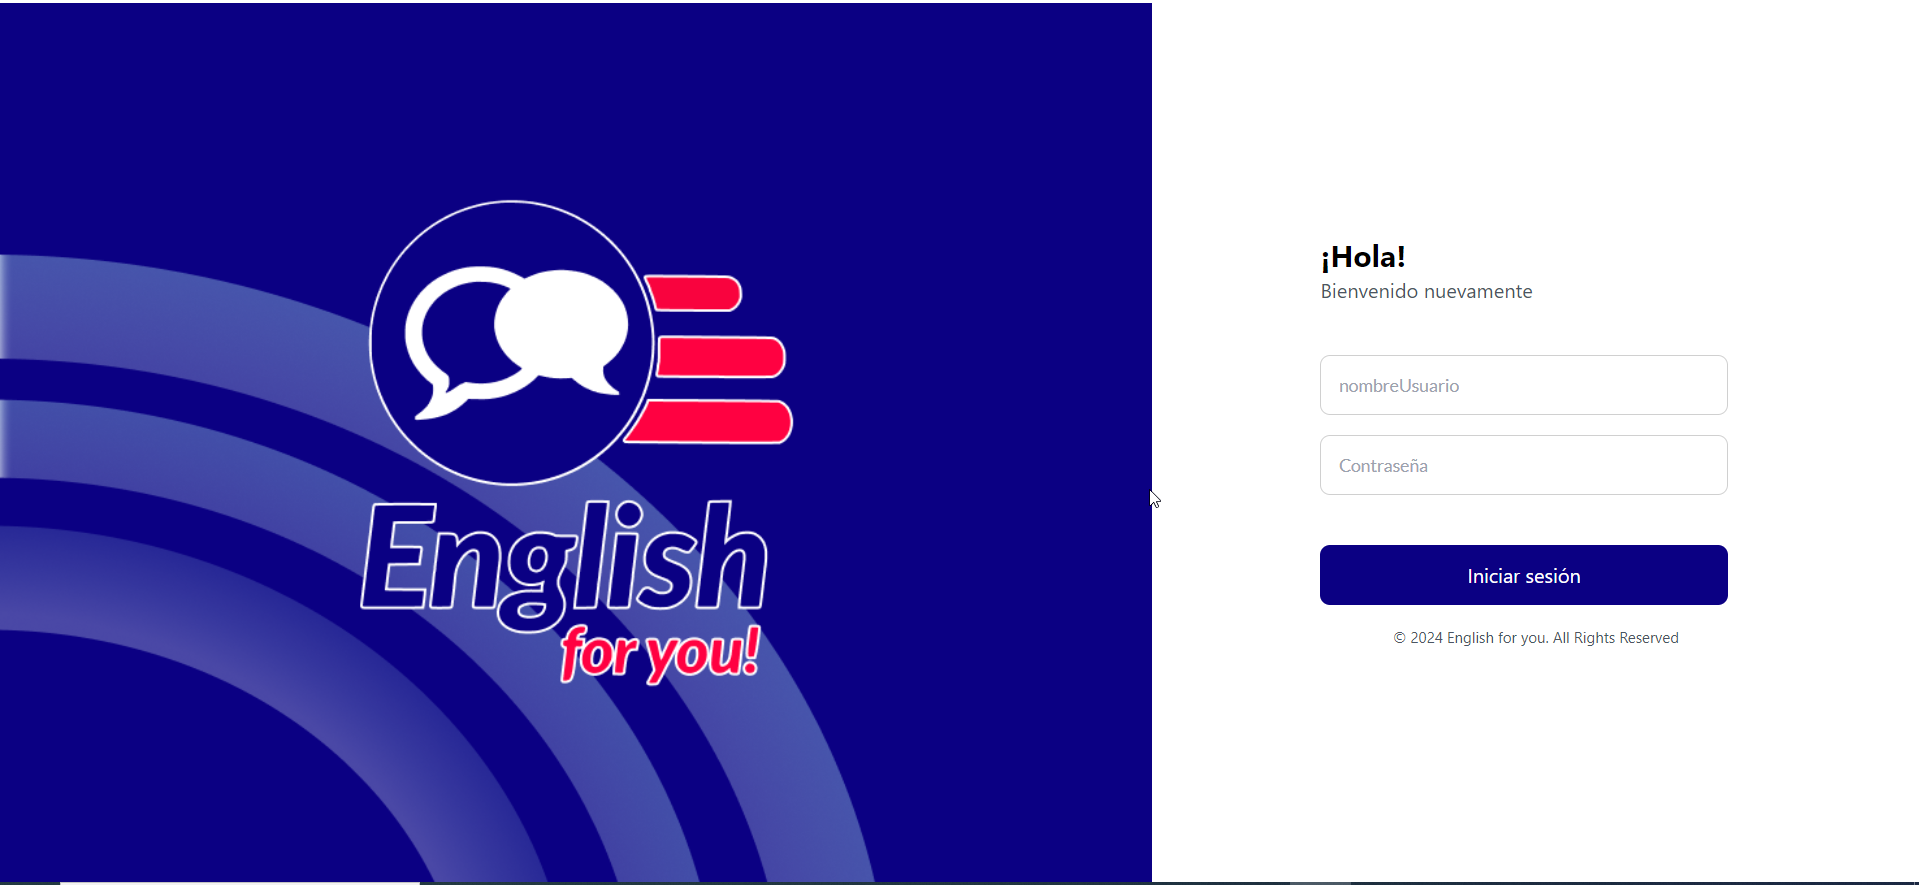 English
for you!
¡Hola!
Bienvenido nuevamente
nombreUsuario
Contraseña
Iniciar sesión
© 2024 English for you. All Rights Reserved